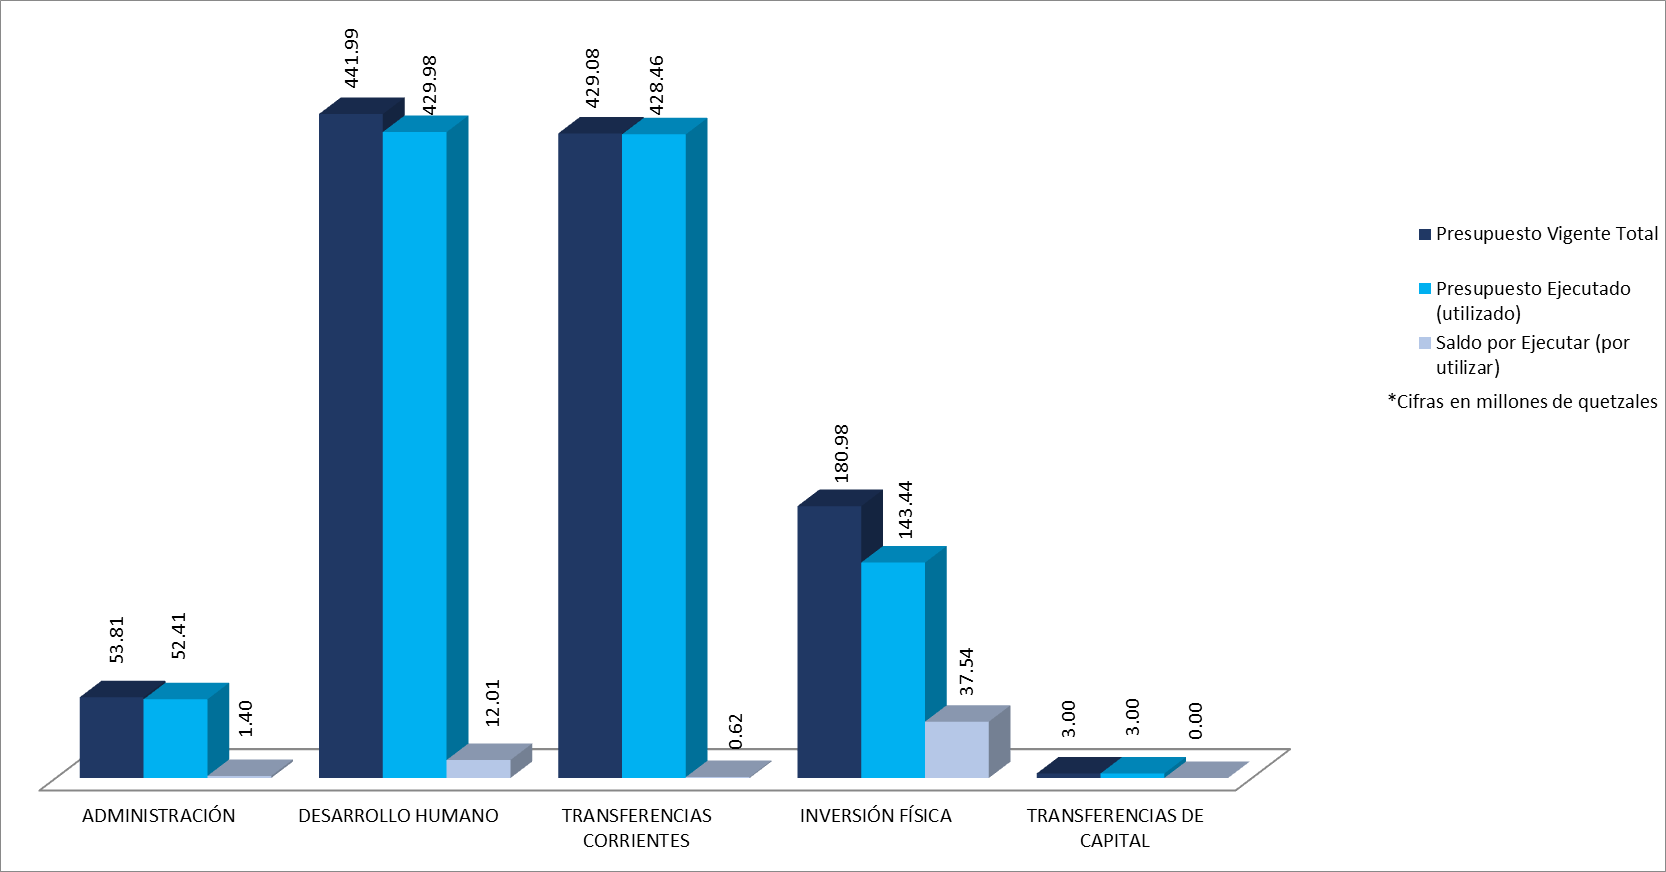 441.99
429.98
429.08
428.46
180.98
143.44
53.81
52.41
37.54
1.40
12.01
0.62
3.00
3.00
0.00
ADMINISTRACIÓN
DESARROLLO HUMANO
TRANSFERENCIAS
CORRIENTES
INVERSIÓN FÍSICA
TRANSFERENCIAS DE
CAPITAL
Presupuesto Vigente Total
Presupuesto Ejecutado
(utilizado)
Saldo por Ejecutar (por
utilizar)
*Cifras en millones de quetzales